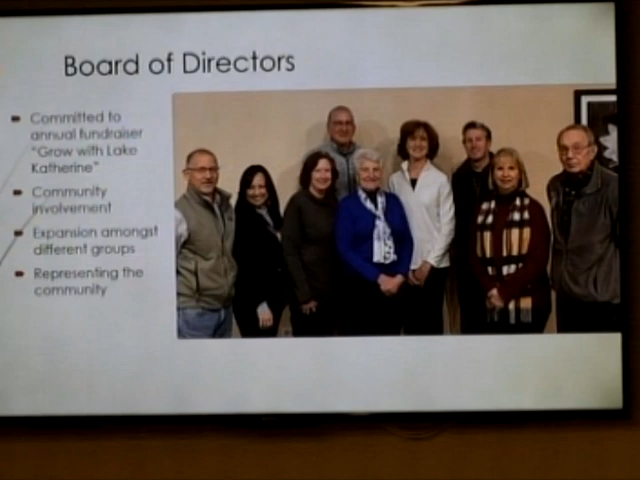 Board of Directors
Committed to
annual fundraiser
"Grow with Lake
Katherine"
Community
involvement
Expansion amongst
different groups
Representing the
community